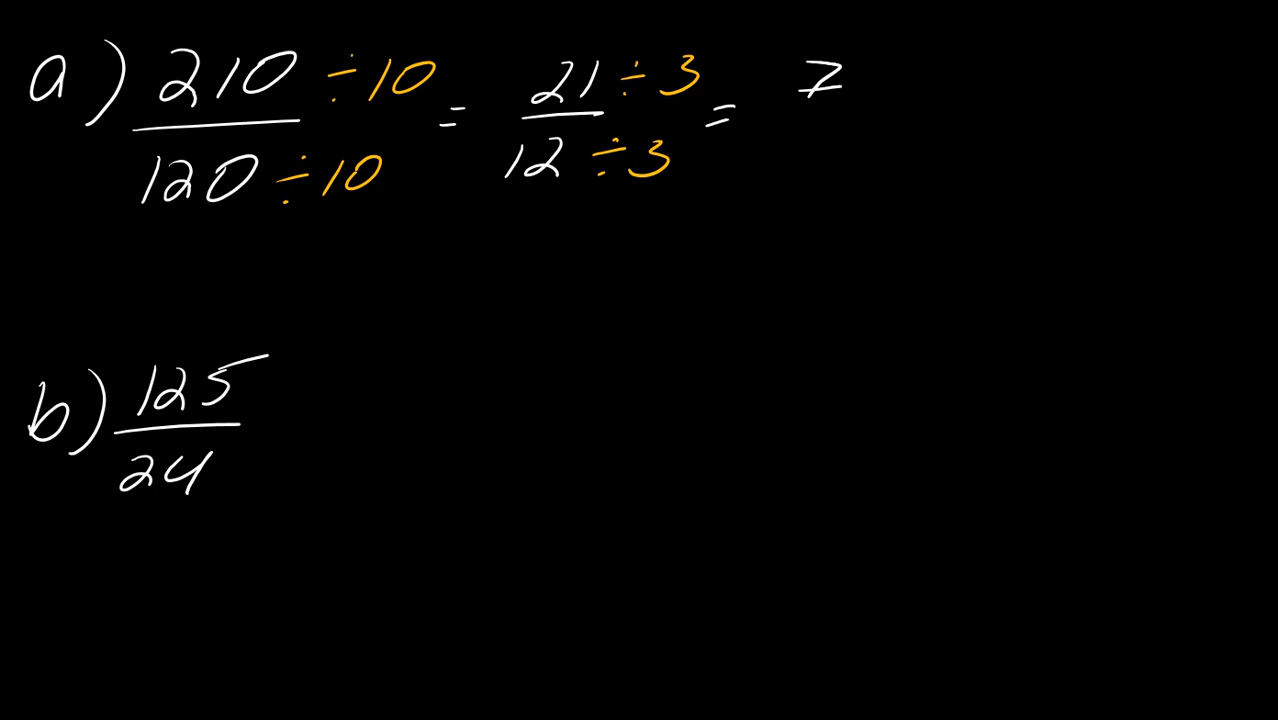 a) 210 ÷10 = 21 ÷3 = 7
120 ÷10 12 ÷3
b) 125
24